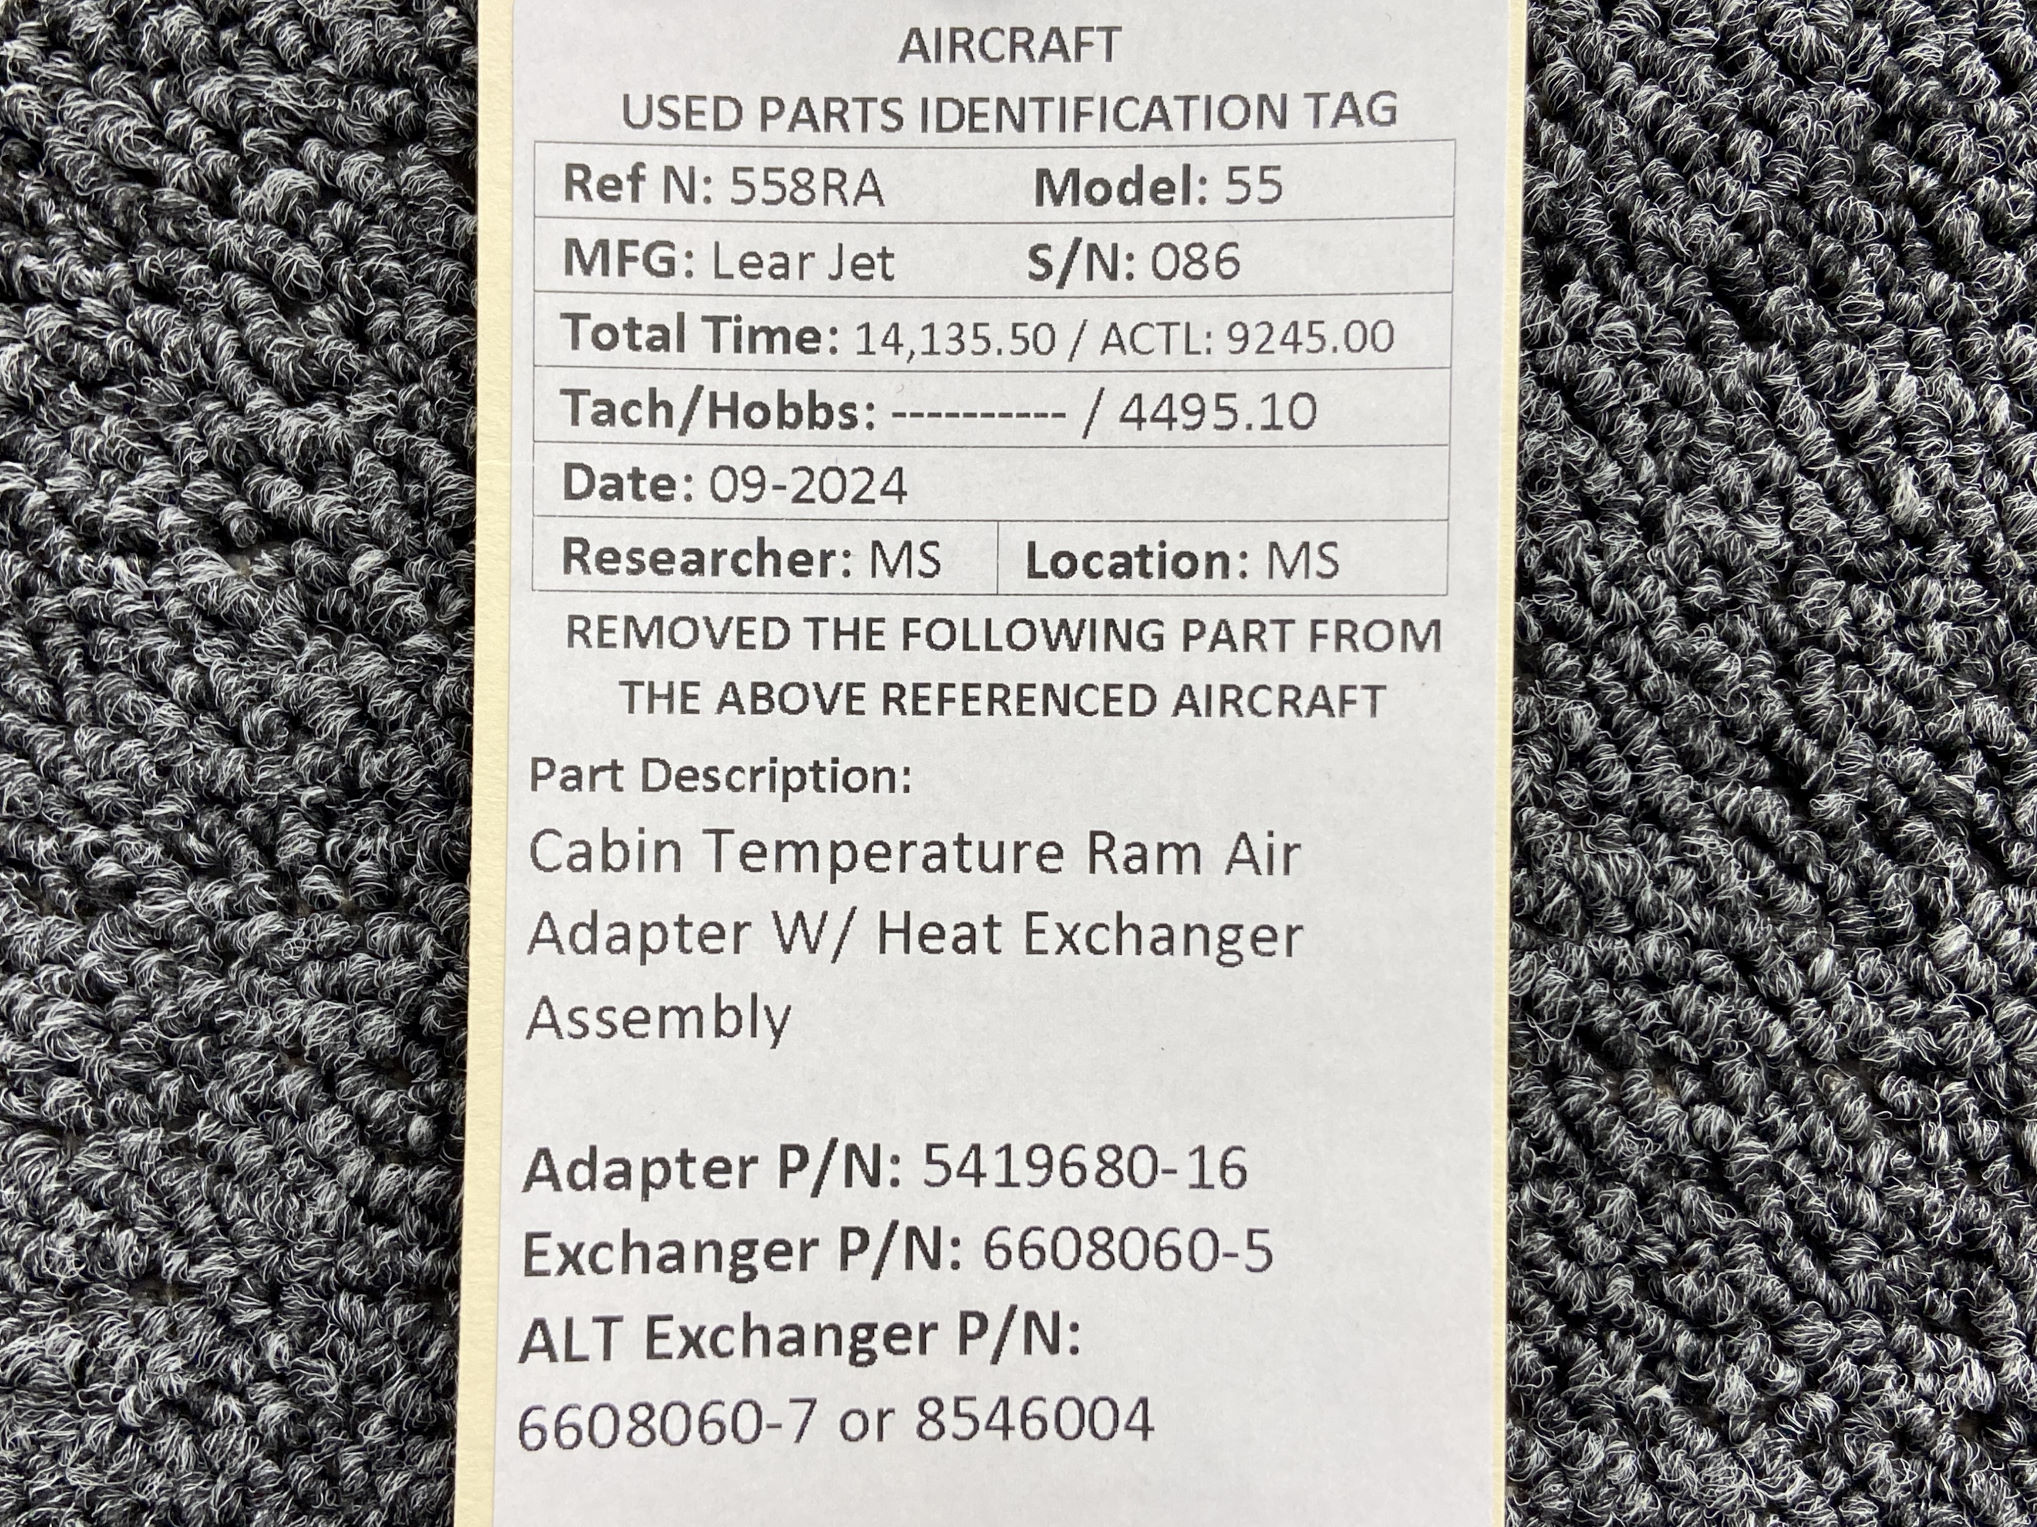 AIRCRAFT
USED PARTS IDENTIFICATION TAG
Ref N: 558RA Model: 55
MFG: Lear Jet S/N: 086
Total Time: 14,135.50 / ACTL: 9245.00
Tach/Hobbs: ---------- / 4495.10
Date: 09-2024
Researcher: MS Location: MS
REMOVED THE FOLLOWING PART FROM
THE ABOVE REFERENCED AIRCRAFT
Part Description:
Cabin Temperature Ram Air
Adapter W/ Heat Exchanger
Assembly
Adapter P/N: 5419680-16
Exchanger P/N: 6608060-5
ALT Exchanger P/N:
6608060-7 or 8546004